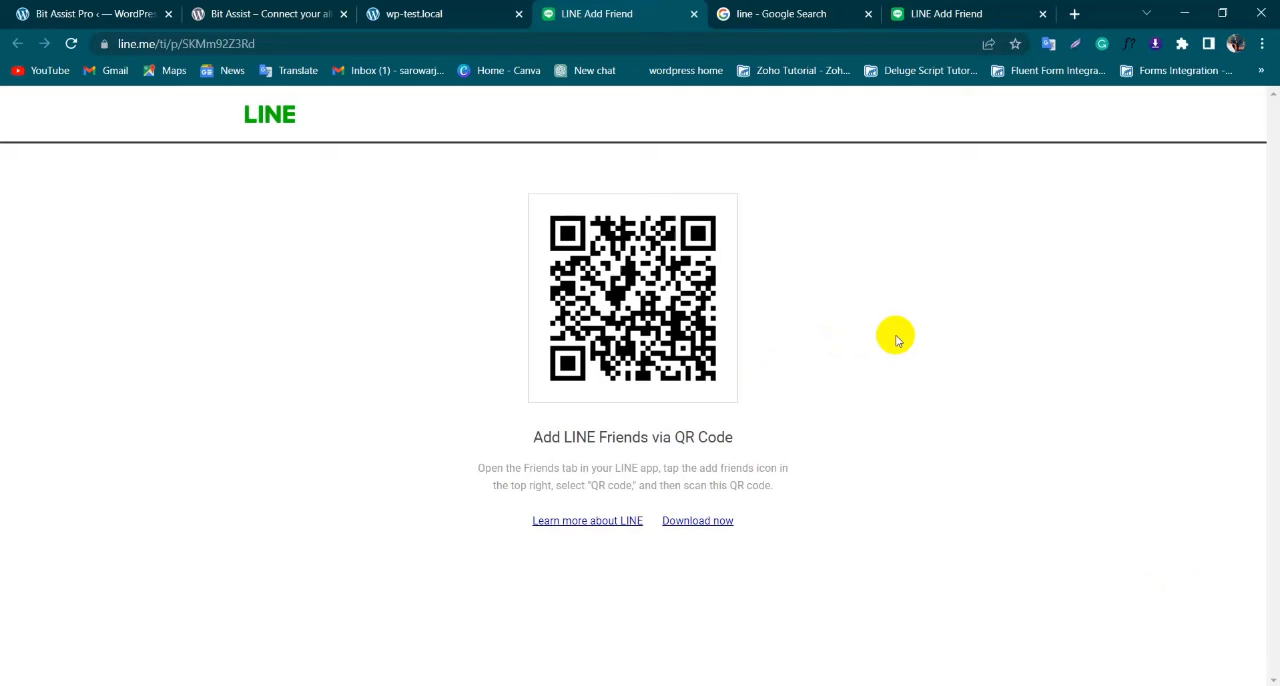 Bit Assist Pro ‹ — WordPres
Bit Assist – Connect your al
wp-test.local
LINE Add Friend
line - Google Search
LINE Add Friend
line.me/ti/p/SKMm92Z3Rd
YouTube
Gmail
Maps
News
Translate
Inbox (1) - sarowarj...
Home - Canva
New chat
wordpress home
Zoho Tutorial - Zoh...
Deluge Script Tutor...
Fluent Form Integra...
Forms Integration -...
»
LINE
Add LINE Friends via QR Code
Open the Friends tab in your LINE app, tap the add friends icon in
the top right, select "QR code," and then scan this QR code.
Learn more about LINE
Download now